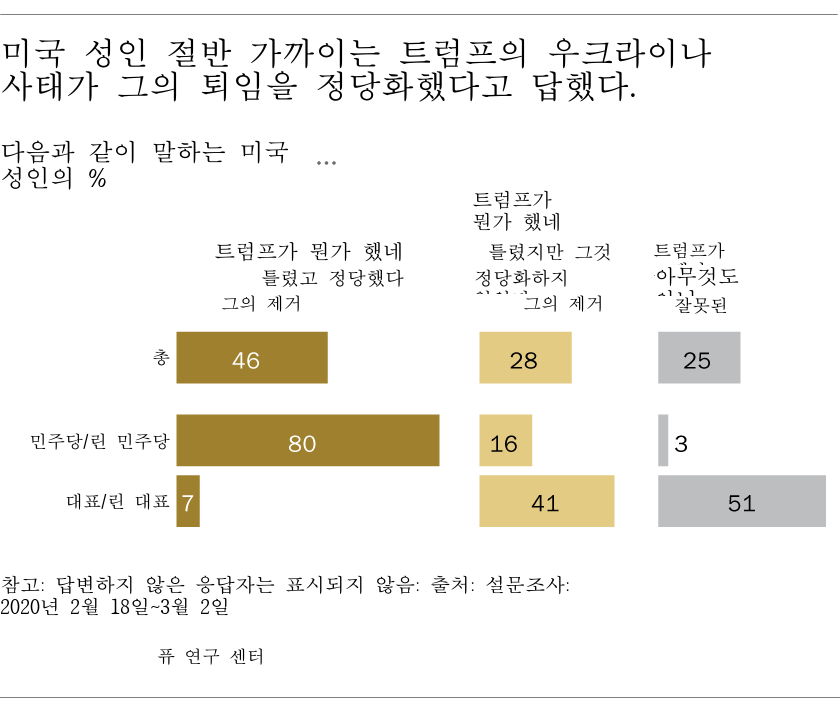 미국 성인 절반 가까이는 트럼프의 우크라이나
사태가 그의 퇴임을 정당화했다고 답했다.
다음과 같이 말하는 미국 ...
성인의 %
트럼프가 뭔가 했네
틀렸고 정당했다
그의 제거
트럼프가
뭔가 했네
틀렸지만 그것
정당화하지
그의 제거
트럼프가
아무것도
잘못된
총 46 28 25
민주당/린 민주당 80 16 3
대표/린 대표 7 41 51
참고: 답변하지 않은 응답자는 표시되지 않음: 출처: 설문조사:
2020년 2월 18일~3월 2일
퓨 연구 센터